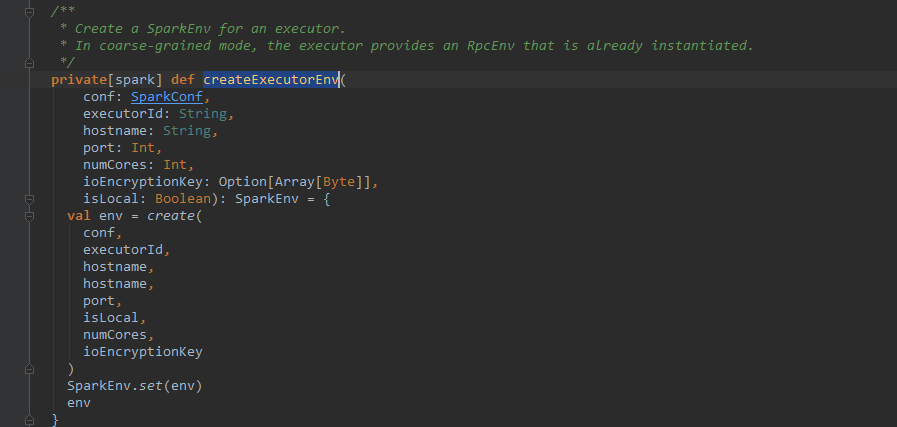 /**
 * Create a SparkEnv for an executor.
 * In coarse-grained mode, the executor provides an RpcEnv that is already instantiated.
 */
private[spark] def createExecutorEnv(
    conf: SparkConf,
    executorId: String,
    hostname: String,
    port: Int,
    numCores: Int,
    ioEncryptionKey: Option[Array[Byte]],
    isLocal: Boolean): SparkEnv = {
  val env = create(
    conf,
    executorId,
    hostname,
    hostname,
    port,
    isLocal,
    numCores,
    ioEncryptionKey
  )
  SparkEnv.set(env)
  env
}